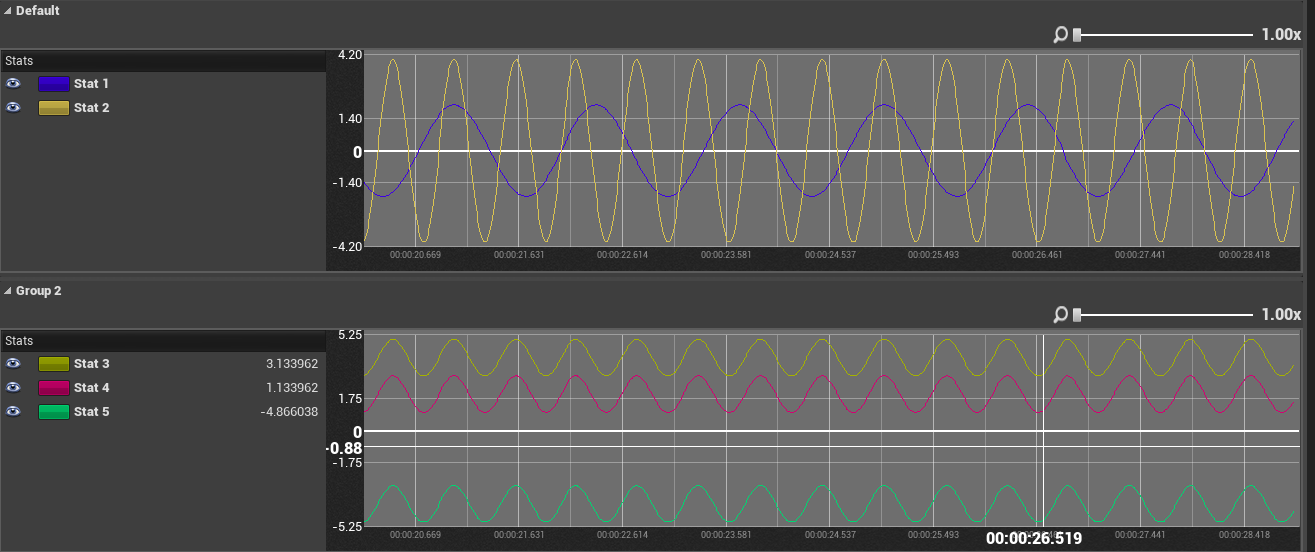 Default
1.00x
Stats
Stat 1
Stat 2
4.20
1.40
0
-1.40
-4.20
00:00:20.669 00:00:21.631 00:00:22.614 00:00:23.581 00:00:24.537 00:00:25.493 00:00:26.461 00:00:27.441 00:00:28.418
Group 2
1.00x
Stats
Stat 3 3.133962
Stat 4 1.133962
Stat 5 -4.866038
5.25
1.75
0
-0.88
-1.75
-5.25
00:00:20.669 00:00:21.631 00:00:22.614 00:00:23.581 00:00:24.537 00:00:25.493 00:00:27.441 00:00:28.418
00:00:26.519